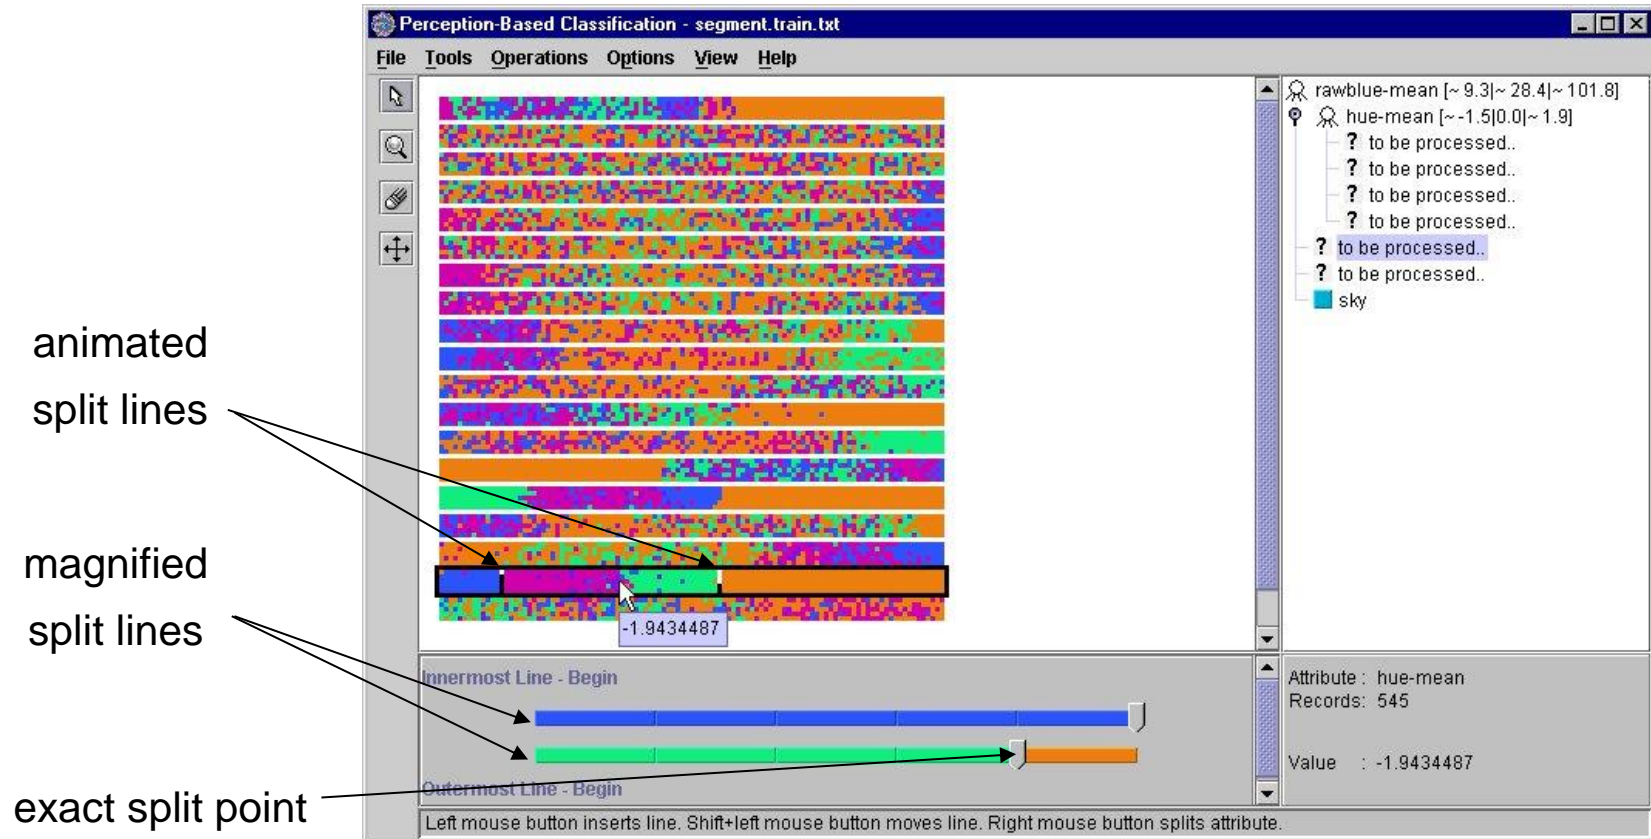 Perception-Based Classification - segment.train.txt
File Tools Operations Options View Help
rawblue-mean [~ 9.3|~ 28.4|~ 101.8]
hue-mean [~ -1.5|0.0|~ 1.9]
? to be processed..
? to be processed..
? to be processed..
? to be processed..
? to be processed..
? to be processed..
sky
animated
split lines
magnified
split lines
exact split point
-1.9434487
Innermost Line - Begin
Outermost Line - Begin
Attribute : hue-mean
Records: 545
Value : -1.9434487
Left mouse button inserts line. Shift+left mouse button moves line. Right mouse button splits attribute.